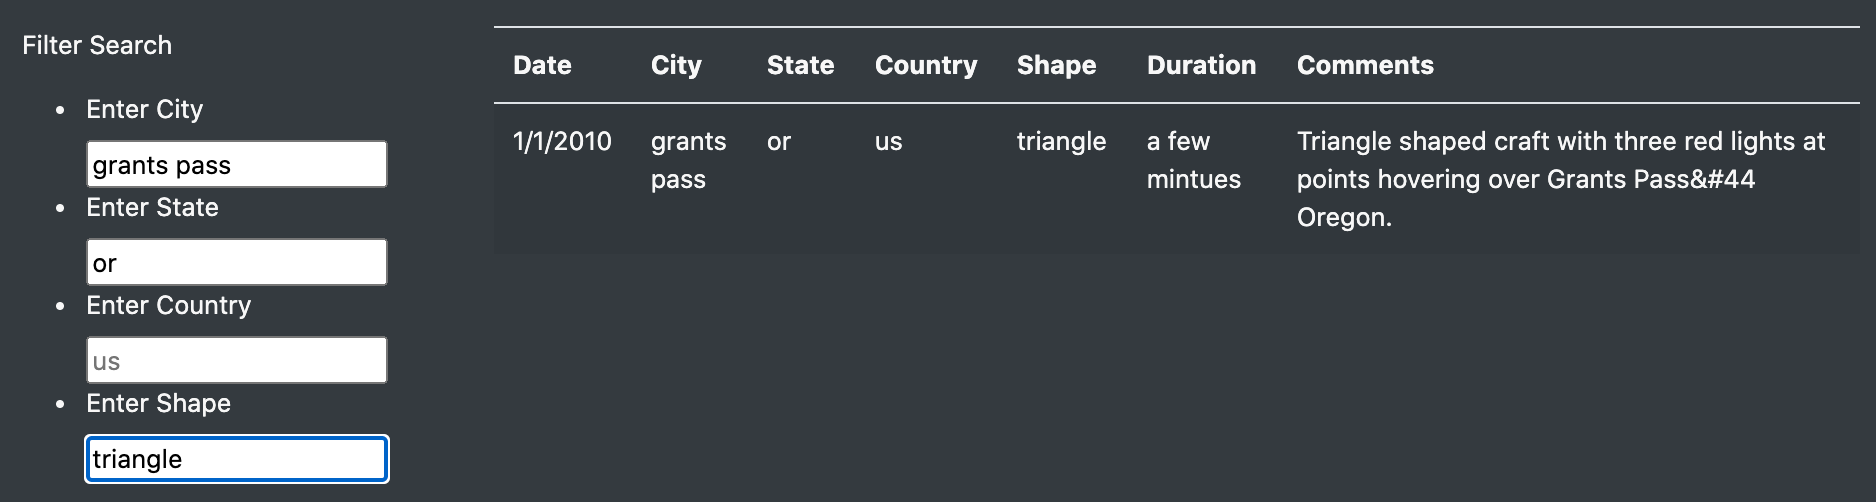 Filter Search
Enter City
grants pass
Enter State
or
Enter Country
us
Enter Shape
triangle
Date City State Country Shape Duration Comments
1/1/2010 grants or us triangle a few Triangle shaped craft with three red lights at
pass mintues points hovering over Grants Pass&#44
Oregon.